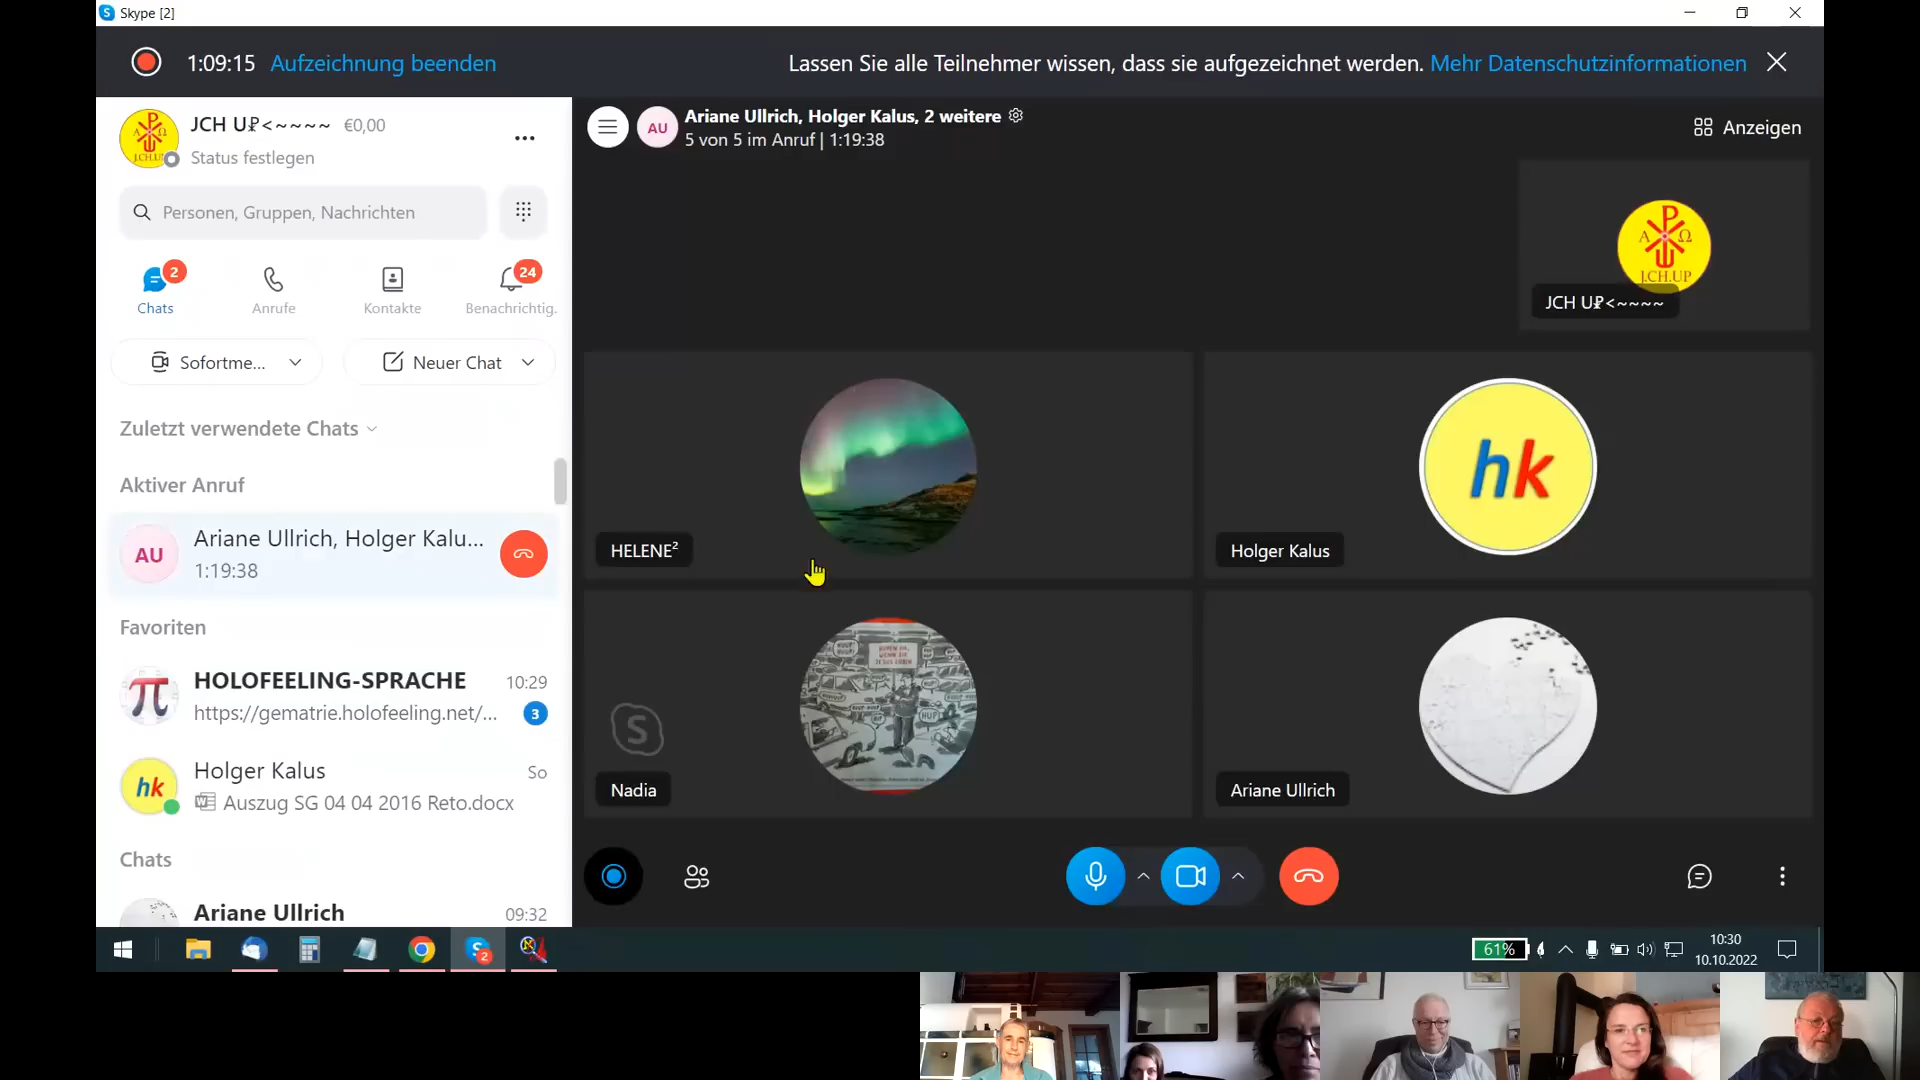 Skype [2]
1:09:15 Aufzeichnung beenden
Lassen Sie alle Teilnehmer wissen, dass sie aufgezeichnet werden. Mehr Datenschutzinformationen
JCH U₽<~~~~ €0,00
Status festlegen
Personen, Gruppen, Nachrichten
2
24
Chats
Anrufe
Kontakte
Benachrichtig.
Sofortme...
Neuer Chat
Zuletzt verwendete Chats
Aktiver Anruf
AU
Ariane Ullrich, Holger Kalu...
1:19:38
Favoriten
HOLOFEELING-SPRACHE 10:29
https://gematrie.holofeeling.net/... 3
hk
Holger Kalus So
Auszug SG 04 04 2016 Reto.docx
Chats
Ariane Ullrich 09:32
AU
Ariane Ullrich, Holger Kalus, 2 weitere
5 von 5 im Anruf | 1:19:38
Anzeigen
A P Ω
J.CH.UP
JCH U₽<~~~~
HELENE²
hk
Holger Kalus
Nadia
Ariane Ullrich
2
61%
10:30
10.10.2022